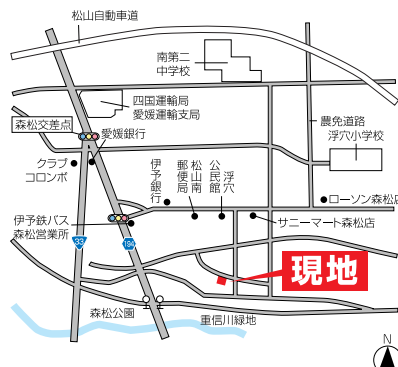 松山自動車道
南第二
中学校
四国運輸局
愛媛運輸支局
森松交差点
愛媛銀行
農免道路
浮穴小学校
クラブ
コロンボ
伊予銀行
松山南
郵便局
浮穴
公民館
ローソン森松店
サニーマート森松店
伊予鉄バス
森松営業所
33
194
現地
森松公園
重信川緑地
N